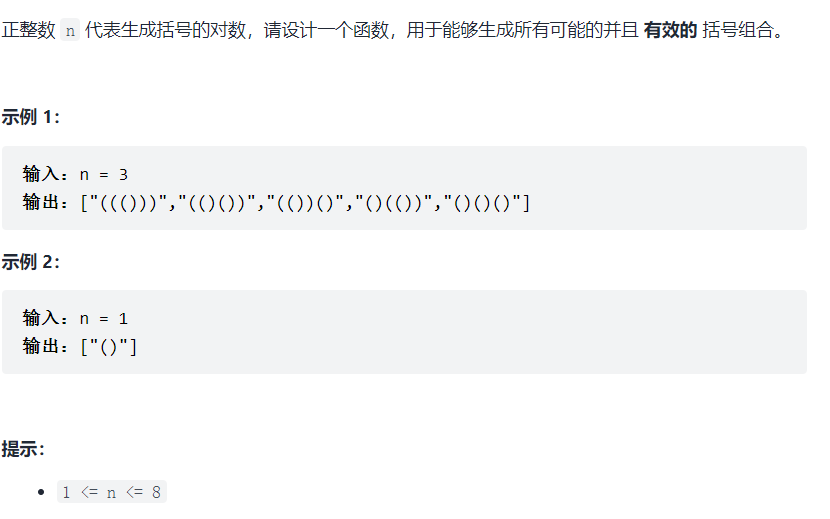 正整数 n 代表生成括号的对数，请设计一个函数，用于能够生成所有可能的并且 有效的 括号组合。
示例 1：
输入：n = 3
输出：["((()))","(()())","(())()","()(())","()()()"]
示例 2：
输入：n = 1
输出：["()"]
提示：
• 1 <= n <= 8